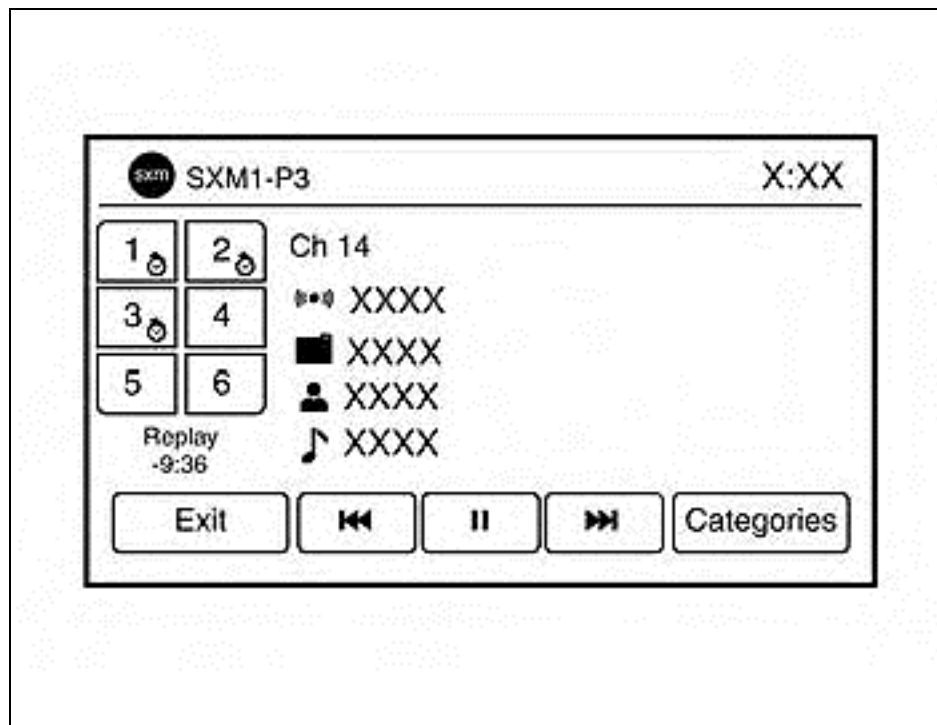 sxm SXM1-P3 X:XX
1 2 Ch 14
XXXX
3 4
XXXX
5 6 XXXX
Replay XXXX
-9:36
Exit Categories